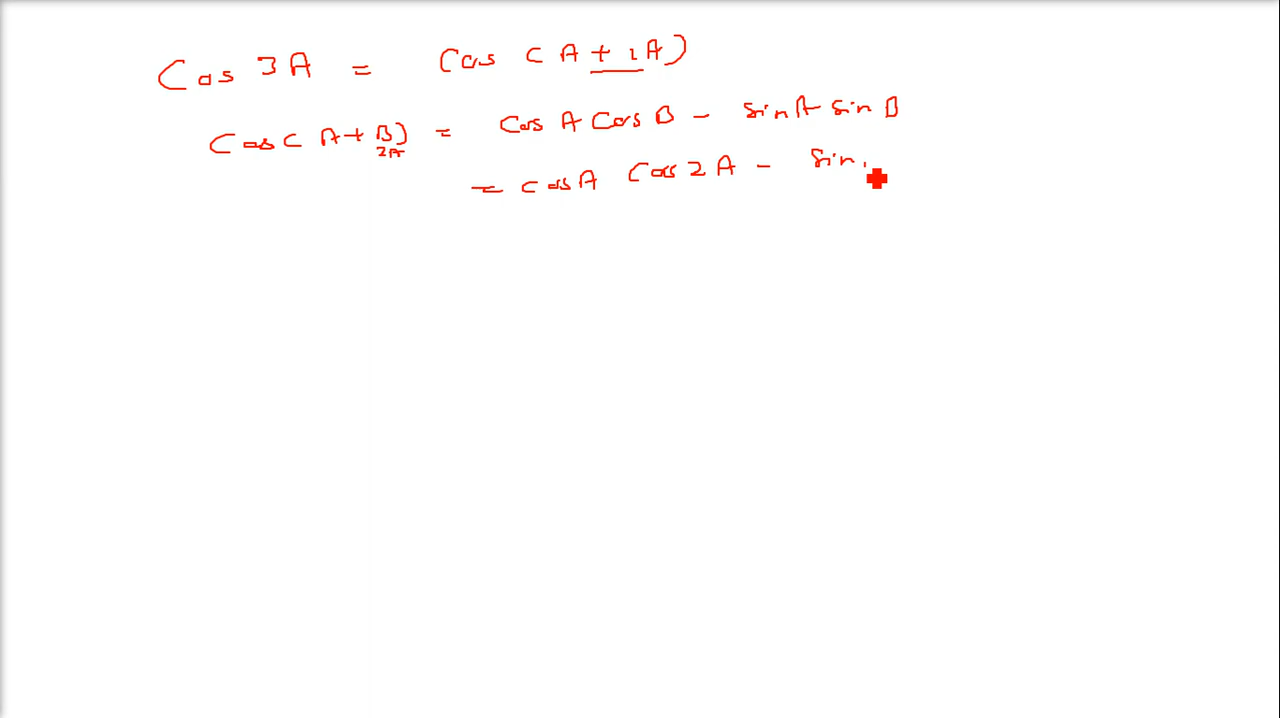 Cos 3A = Cos (A + 2A)
Cos( A + B) = Cos A Cos B - sin A sin B
2A
= Cos A Cos 2A - sin